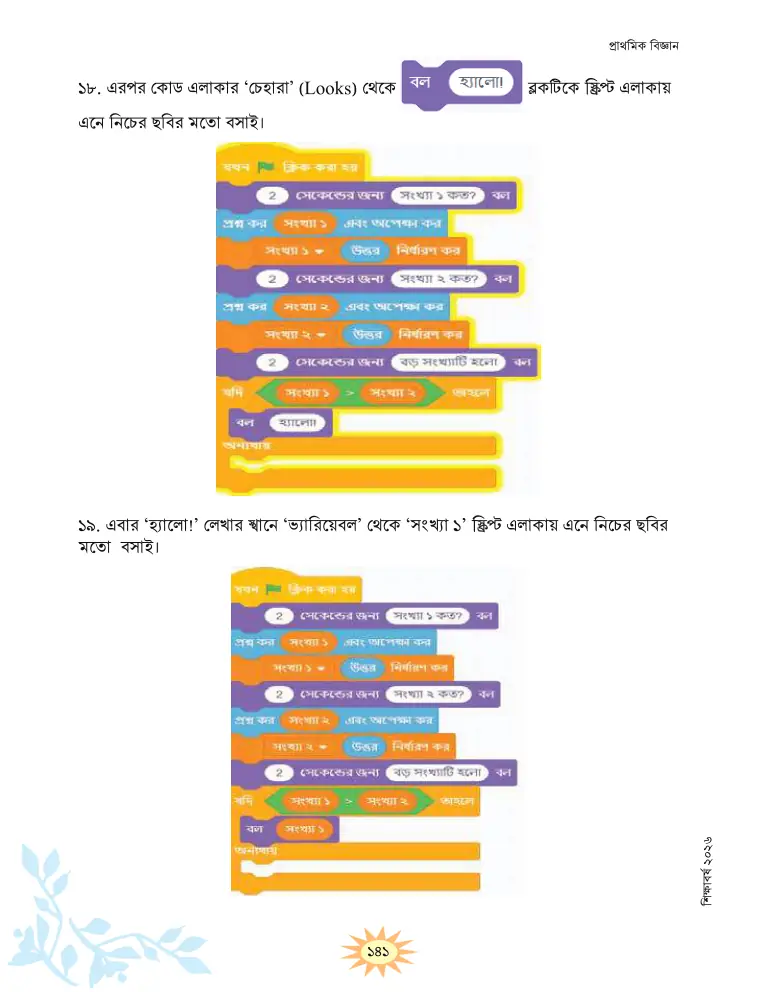 প্রাথমিক বিজ্ঞান
১৮. এরপর কোড এলাকার ‘চেহারা’ (Looks) থেকে বল হ্যালো! ব্লকটিকে স্ক্রিপ্ট এলাকায়
এনে নিচের ছবির মতো বসাই।
যখন ক্লিক করা হয়
2 সেকেন্ডের জন্য সংখ্যা ১ কত? বল
প্রশ্ন কর সংখ্যা ১ এবং অপেক্ষা কর
সংখ্যা ১ উত্তর নির্ধারণ কর
2 সেকেন্ডের জন্য সংখ্যা ২ কত? বল
প্রশ্ন কর সংখ্যা ২ এবং অপেক্ষা কর
সংখ্যা ২ উত্তর নির্ধারণ কর
2 সেকেন্ডের জন্য বড় সংখ্যাটি হলো বল
যদি সংখ্যা ১ > সংখ্যা ২ তাহলে
বল হ্যালো!
অন্যথায়
১৯. এবার ‘হ্যালো!’ লেখার স্থানে ‘ভ্যারিয়েবল’ থেকে ‘সংখ্যা ১’ স্ক্রিপ্ট এলাকায় এনে নিচের ছবির
মতো বসাই।
যখন ক্লিক করা হয়
2 সেকেন্ডের জন্য সংখ্যা ১ কত? বল
প্রশ্ন কর সংখ্যা ১ এবং অপেক্ষা কর
সংখ্যা ১ উত্তর নির্ধারণ কর
2 সেকেন্ডের জন্য সংখ্যা ২ কত? বল
প্রশ্ন কর সংখ্যা ২ এবং অপেক্ষা কর
সংখ্যা ২ উত্তর নির্ধারণ কর
2 সেকেন্ডের জন্য বড় সংখ্যাটি হলো বল
যদি সংখ্যা ১ > সংখ্যা ২ তাহলে
বল সংখ্যা ১
অন্যথায়
শিক্ষাবর্ষ ২০২৬
১৪১